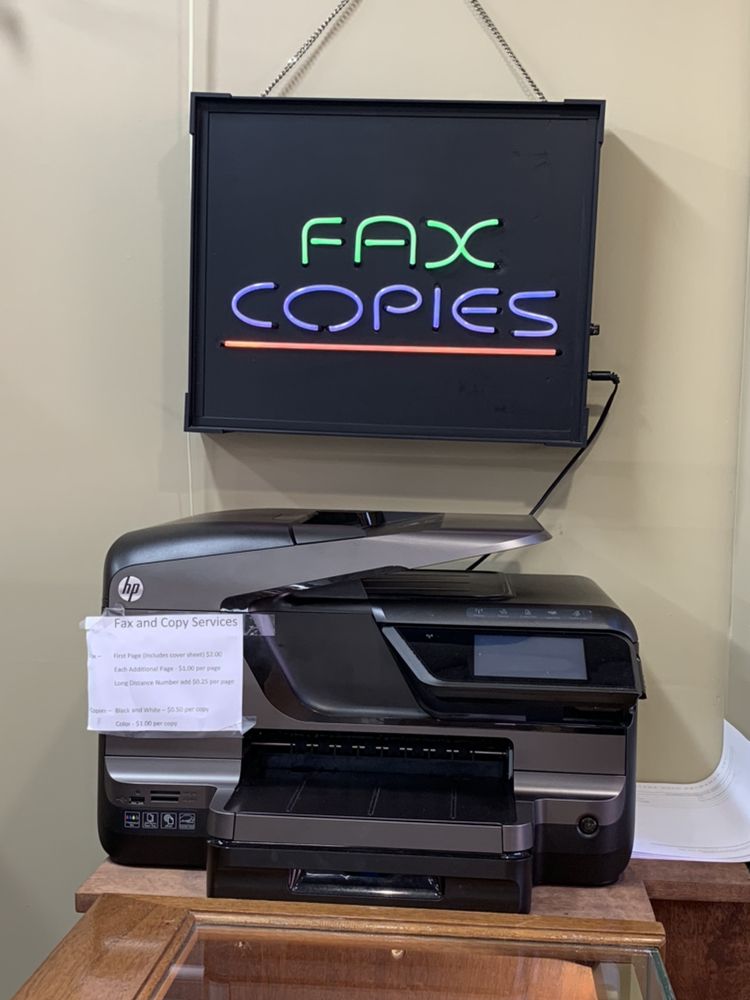 FAX
COPIES
hp
Fax and Copy Services
First Page (Includes cover sheet) $2.00
Each Additional Page - $1.00 per page
Long Distance Number add $0.25 per page
Copies – Black and White – $0.50 per copy
Color - $1.00 per copy